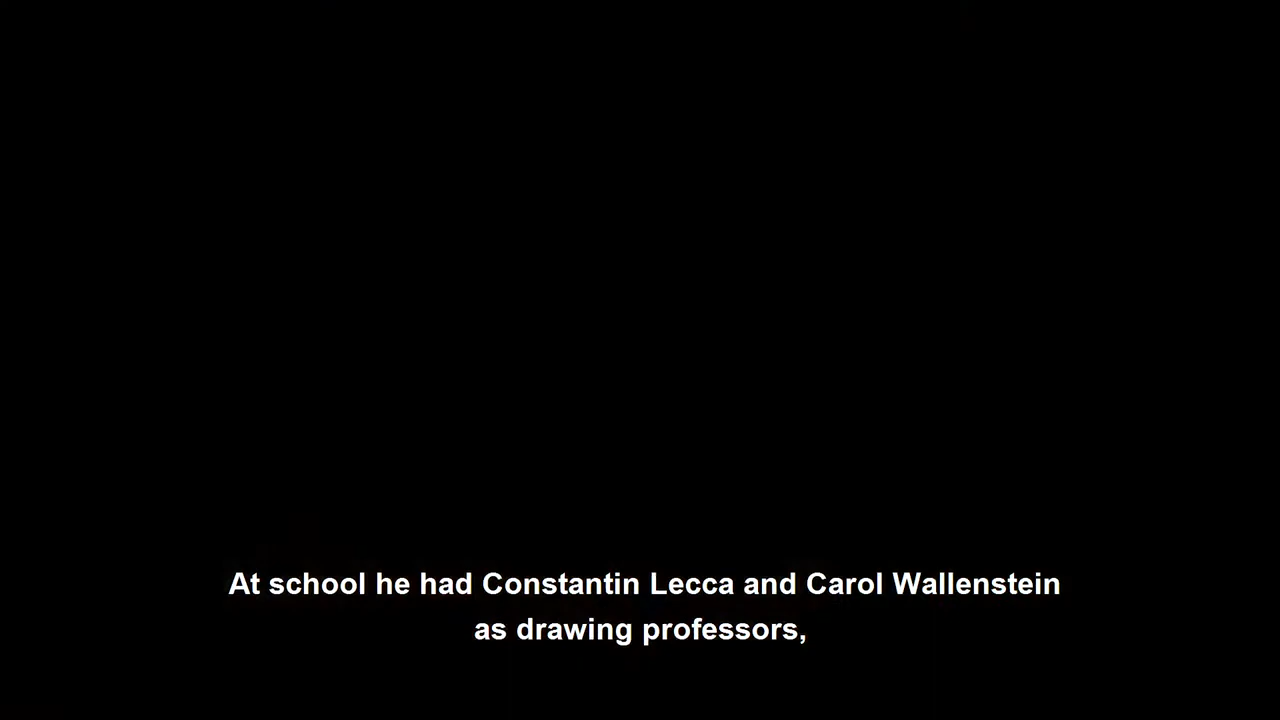 At school he had Constantin Lecca and Carol Wallenstein
as drawing professors,